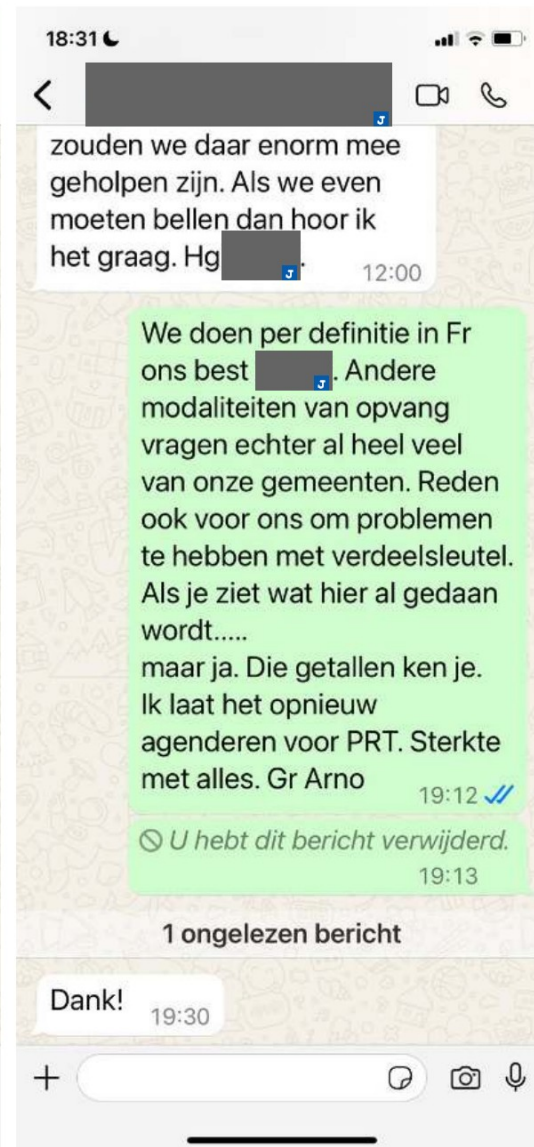 18:31
J
zouden we daar enorm mee
geholpen zijn. Als we even
moeten bellen dan hoor ik
het graag. Hg J.
12:00
We doen per definitie in Fr
ons best J. Andere
modaliteiten van opvang
vragen echter al heel veel
van onze gemeenten. Reden
ook voor ons om problemen
te hebben met verdeelsleutel.
Als je ziet wat hier al gedaan
wordt.....
maar ja. Die getallen ken je.
Ik laat het opnieuw
agenderen voor PRT. Sterkte
met alles. Gr Arno
19:12
U hebt dit bericht verwijderd.
19:13
1 ongelezen bericht
Dank!
19:30